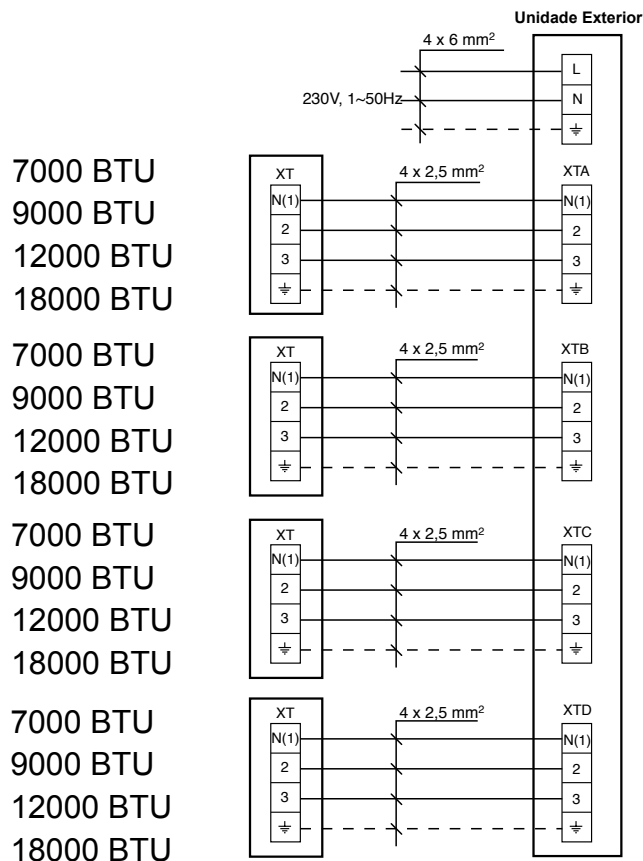 Unidade Exterior
4 x 6 mm²
L
230V, 1~50Hz
N
7000 BTU
9000 BTU
12000 BTU
18000 BTU
XT
4 x 2,5 mm²
XTA
N(1)
N(1)
2
2
3
3
7000 BTU
9000 BTU
12000 BTU
18000 BTU
XT
4 x 2,5 mm²
XTB
N(1)
N(1)
2
2
3
3
7000 BTU
9000 BTU
12000 BTU
18000 BTU
XT
4 x 2,5 mm²
XTC
N(1)
N(1)
2
2
3
3
7000 BTU
9000 BTU
12000 BTU
18000 BTU
XT
4 x 2,5 mm²
XTD
N(1)
N(1)
2
2
3
3